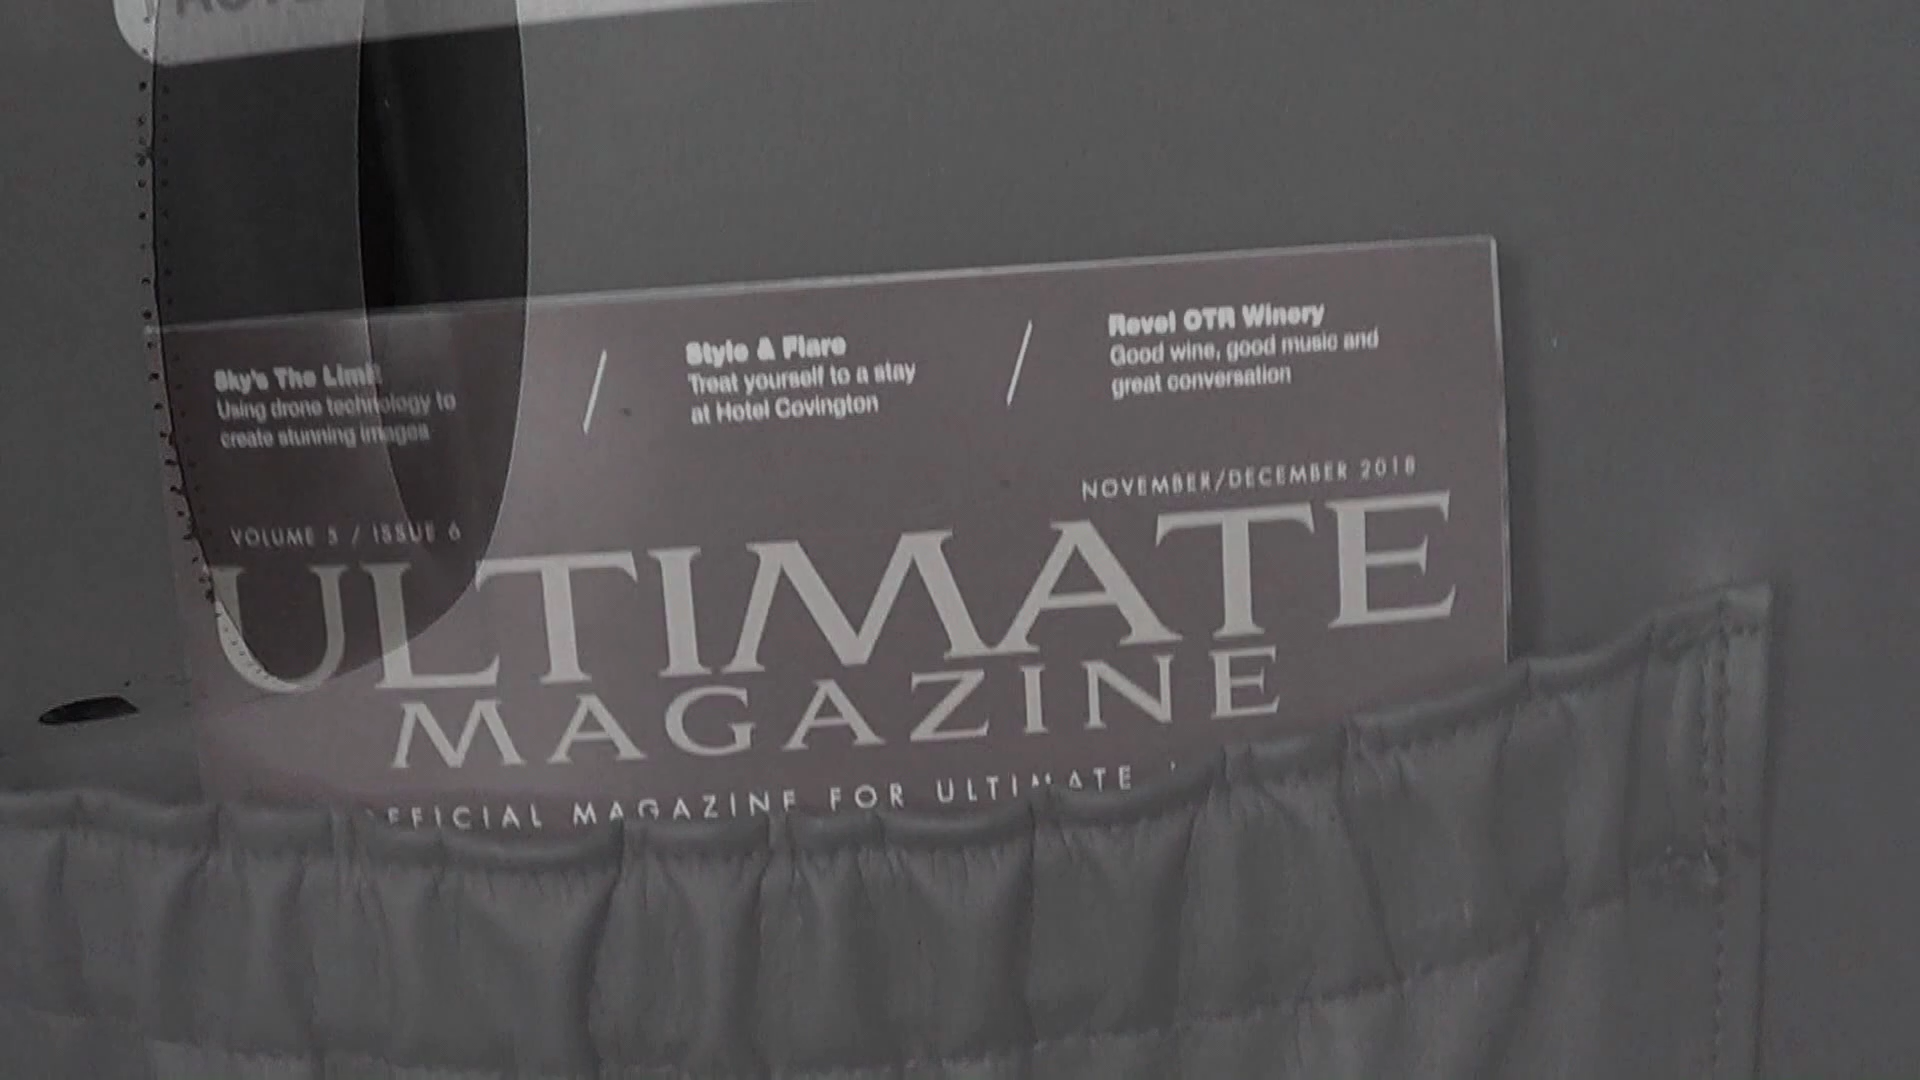 Sky's The Limit
Using drone technology to
create stunning images
Style & Flare
Treat yourself to a stay
at Hotel Covington
Revel OTR Winery
Good wine, good music and
great conversation
NOVEMBER/DECEMBER 2018
VOLUME 5 / ISSUE 6
ULTIMATE
MAGAZINE
OFFICIAL MAGAZINE FOR ULTIMATE